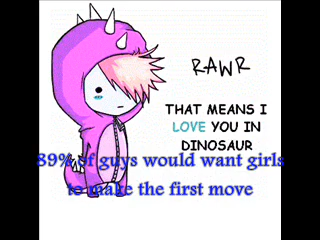 RAWR
THAT MEANS I
LOVE YOU IN
DINOSAUR
89% of guys would want girls
to make the first move